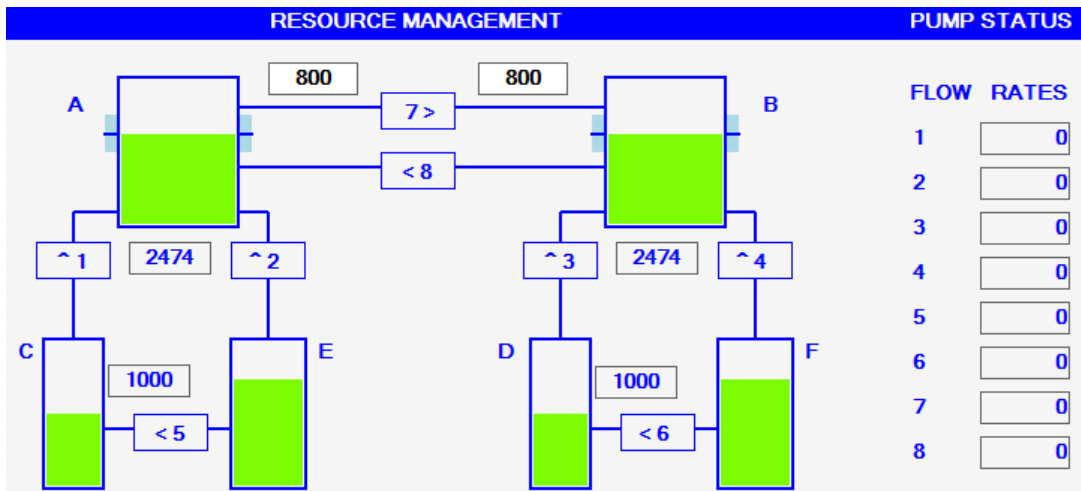 RESOURCE MANAGEMENT PUMP STATUS
800 800
A 7 > B FLOW RATES
1 0
< 8 2 0
3 0
^ 1 2474 ^ 2 ^ 3 2474 ^ 4 4 0
5 0
C E D F
1000 1000 6 0
7 0
< 5 < 6
8 0